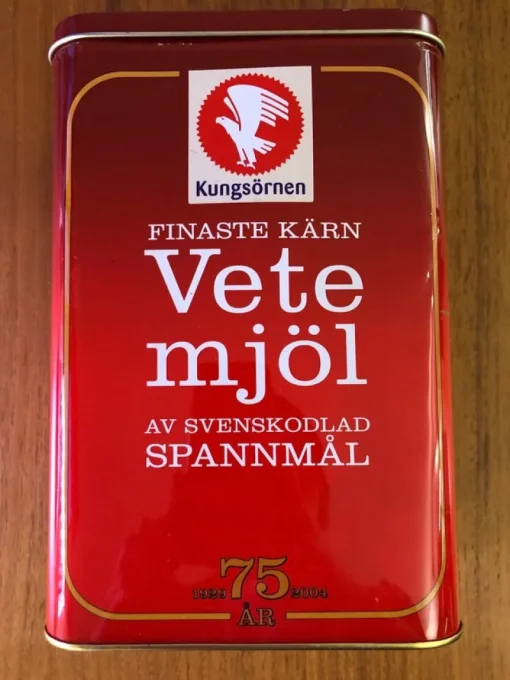 Kungsörnen
FINASTE KÄRN
Vete
mjöl
AV SVENSKODLAD
SPANNMÅL
1929 75 2004
ÅR